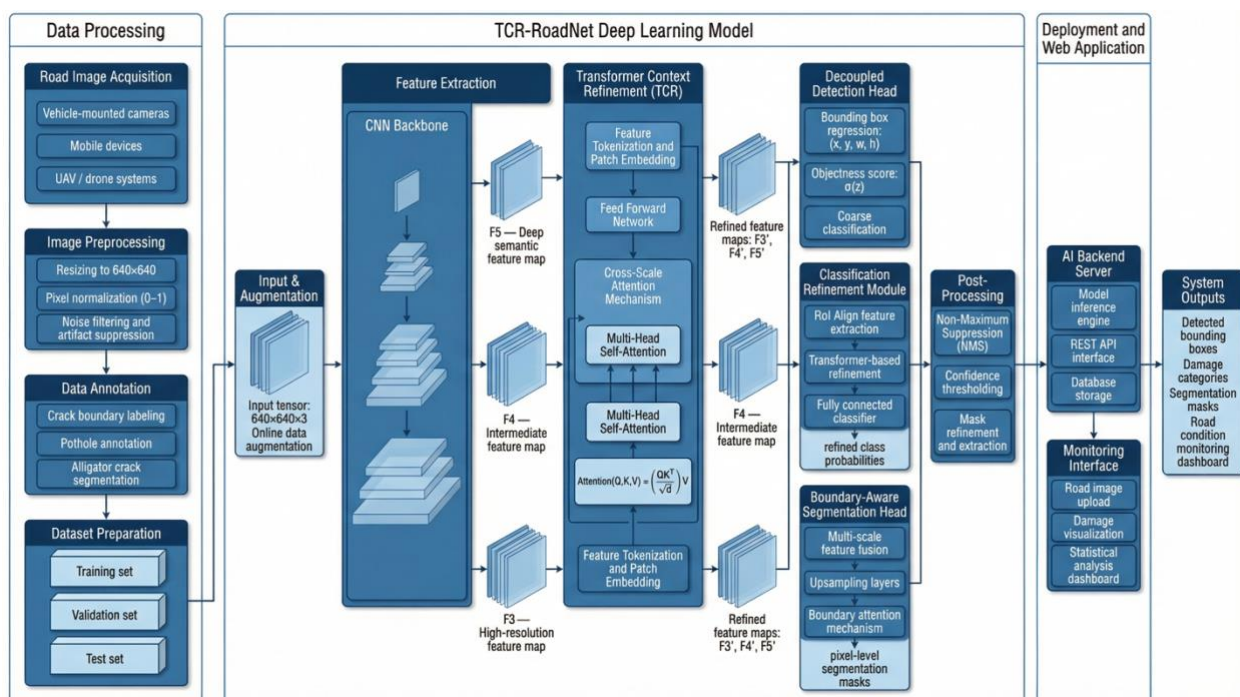 Data Processing
Road Image Acquisition
Vehicle-mounted cameras
Mobile devices
UAV / drone systems
Image Preprocessing
Resizing to 640×640
Pixel normalization (0–1)
Noise filtering and
artifact suppression
Data Annotation
Crack boundary labeling
Pothole annotation
Alligator crack
segmentation
Dataset Preparation
Training set
Validation set
Test set
TCR-RoadNet Deep Learning Model
Input &
Augmentation
Input tensor:
640×640×3
Online data
augmentation
Feature Extraction
CNN Backbone
F5 — Deep
semantic
feature map
F4 —
Intermediate
feature map
F3 —
High-resolution
feature map
Transformer Context
Refinement (TCR)
Feature
Tokenization and
Patch Embedding
Feed Forward
Network
Cross-Scale
Attention
Mechanism
Multi-Head
Self-Attention
Multi-Head
Self-Attention
Attention(Q,K,V) = (QKᵀ/√d) V
Feature Tokenization
and Patch
Embedding
Refined feature
maps: F3’,
F4’, F5’
F4 —
Intermediate
feature map
Refined
feature maps:
F3’, F4’, F5’
Decoupled
Detection Head
Bounding box
regression:
(x, y, w, h)
Objectness score:
σ(z)
Coarse
classification
Classification
Refinement Module
RoI Align feature
extraction
Transformer-based
refinement
Fully connected
classifier
refined class
probabilities
Boundary-Aware
Segmentation Head
Multi-scale
feature fusion
Upsampling layers
Boundary attention
mechanism
pixel-level
segmentation
masks
Post-
Processing
Non-Maximum
Suppression
(NMS)
Confidence
thresholding
Mask
refinement and
extraction
Deployment and
Web Application
AI Backend
Server
Model
inference
engine
REST API
interface
Database
storage
Monitoring
Interface
Road image
upload
Damage
visualization
Statistical
analysis
dashboard
System
Outputs
Detected
bounding
boxes
Damage
categories
Segmentation
masks
Road
condition
monitoring
dashboard